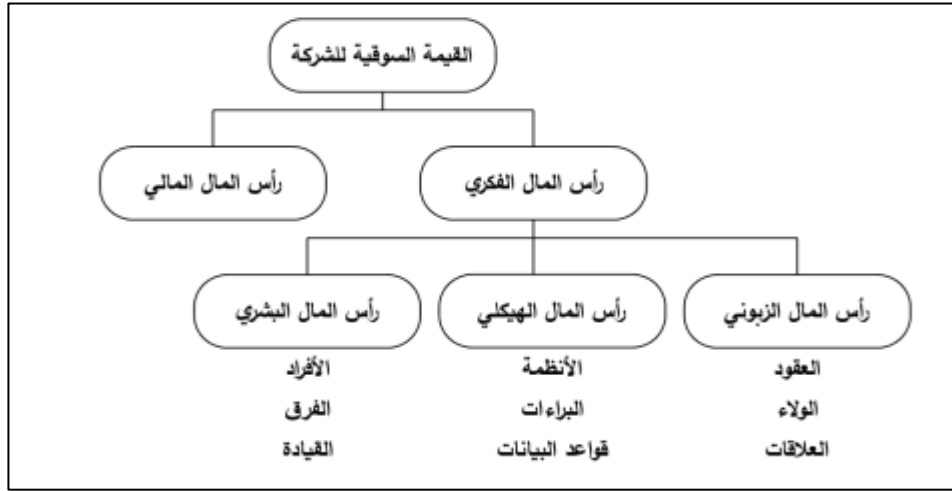 القيمة السوقية للشركة
رأس المال الفكري
رأس المال المالي
رأس المال الزبوني
رأس المال الهيكلي
رأس المال البشري
العقود
الأنظمة
الأفراد
الولاء
البراءات
الفرق
العلاقات
قواعد البيانات
القيادة